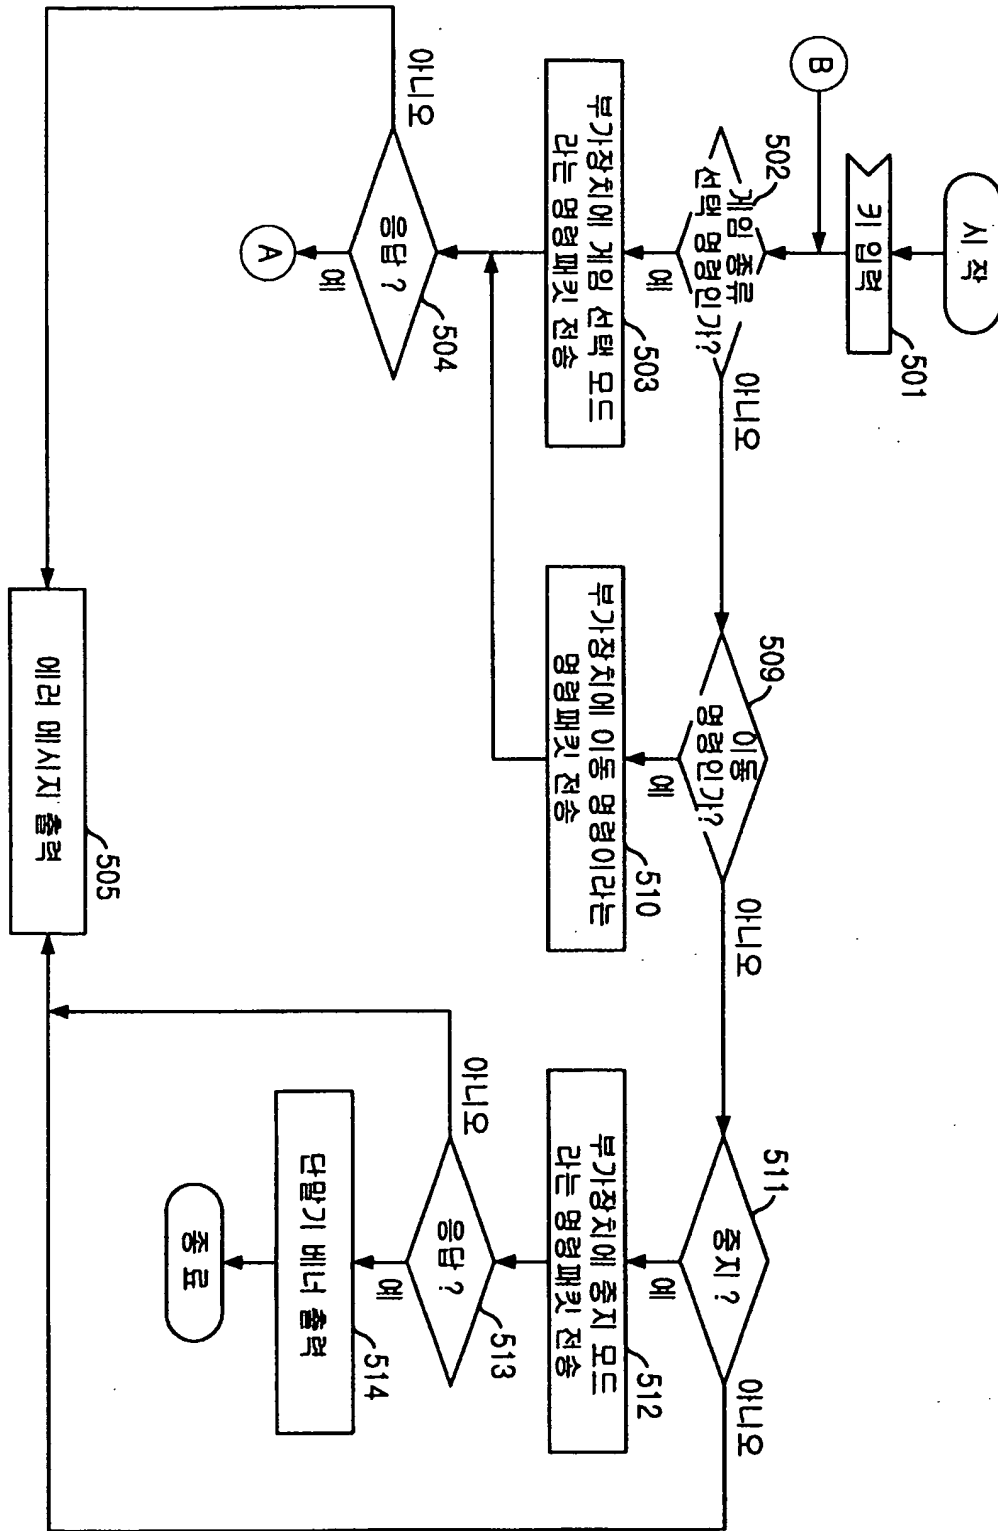 시작
키 입력
501
B
502
게임 종류
선택 명령인가?
아니오
예
부가장치에 게임 선택 모드
라는 명령패킷 전송
503
응답?
504
아니오
예
A
509
이동
명령인가?
아니오
예
부가장치에 이동 명령이라는
명령패킷 전송
510
511
중지?
아니오
예
부가장치에 중지 모드
라는 명령패킷 전송
512
응답?
513
아니오
예
단말기 베너 출력
514
종료
에러 메시지 출력
505